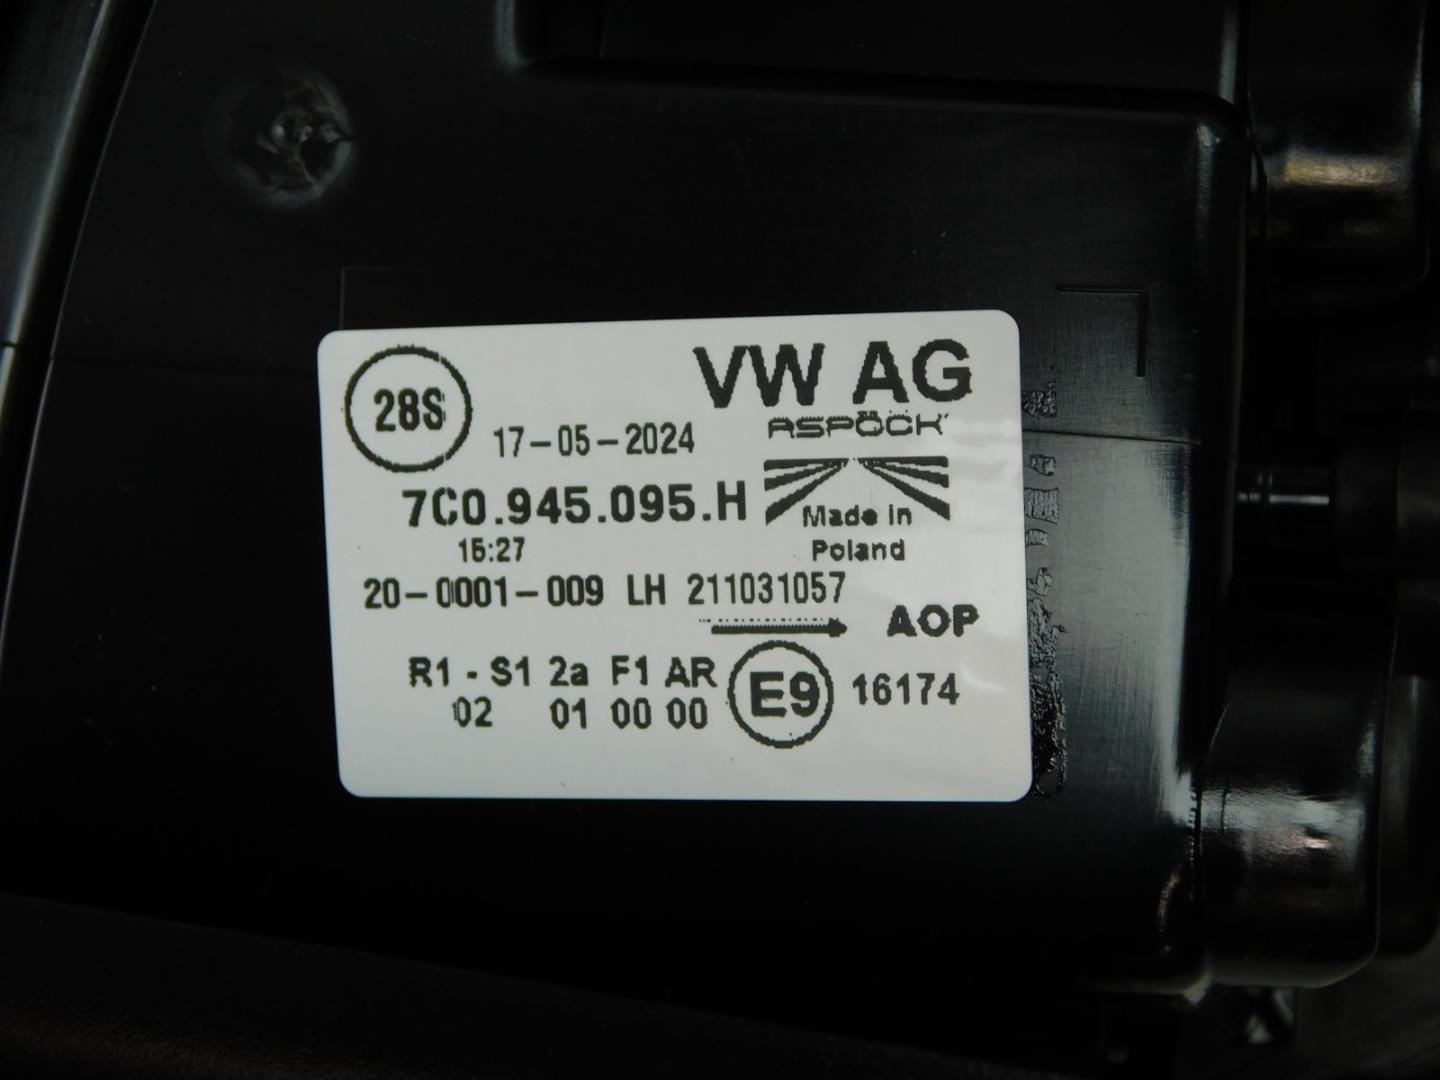 VW AG
28S
17-05-2024
ASPÖCK
7C0.945.095.H
Made in
Poland
15:27
20-0001-009 LH 211031057
AOP
R1 - S1 2a F1 AR
02 01 00 00
E9 16174